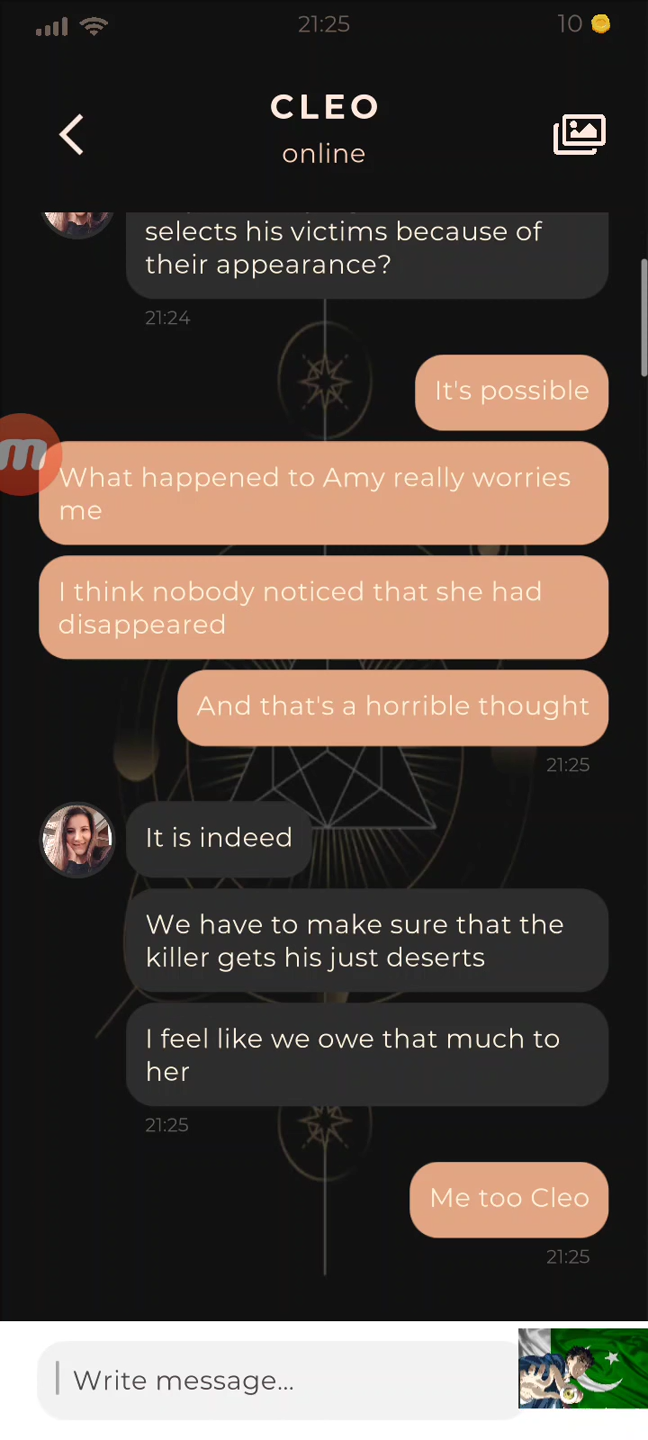 21:25
10
CLEO
online
selects his victims because of
their appearance?
21:24
It's possible
m
What happened to Amy really worries
me
I think nobody noticed that she had
disappeared
And that's a horrible thought
21:25
It is indeed
We have to make sure that the
killer gets his just deserts
I feel like we owe that much to
her
21:25
Me too Cleo
21:25
Write message...